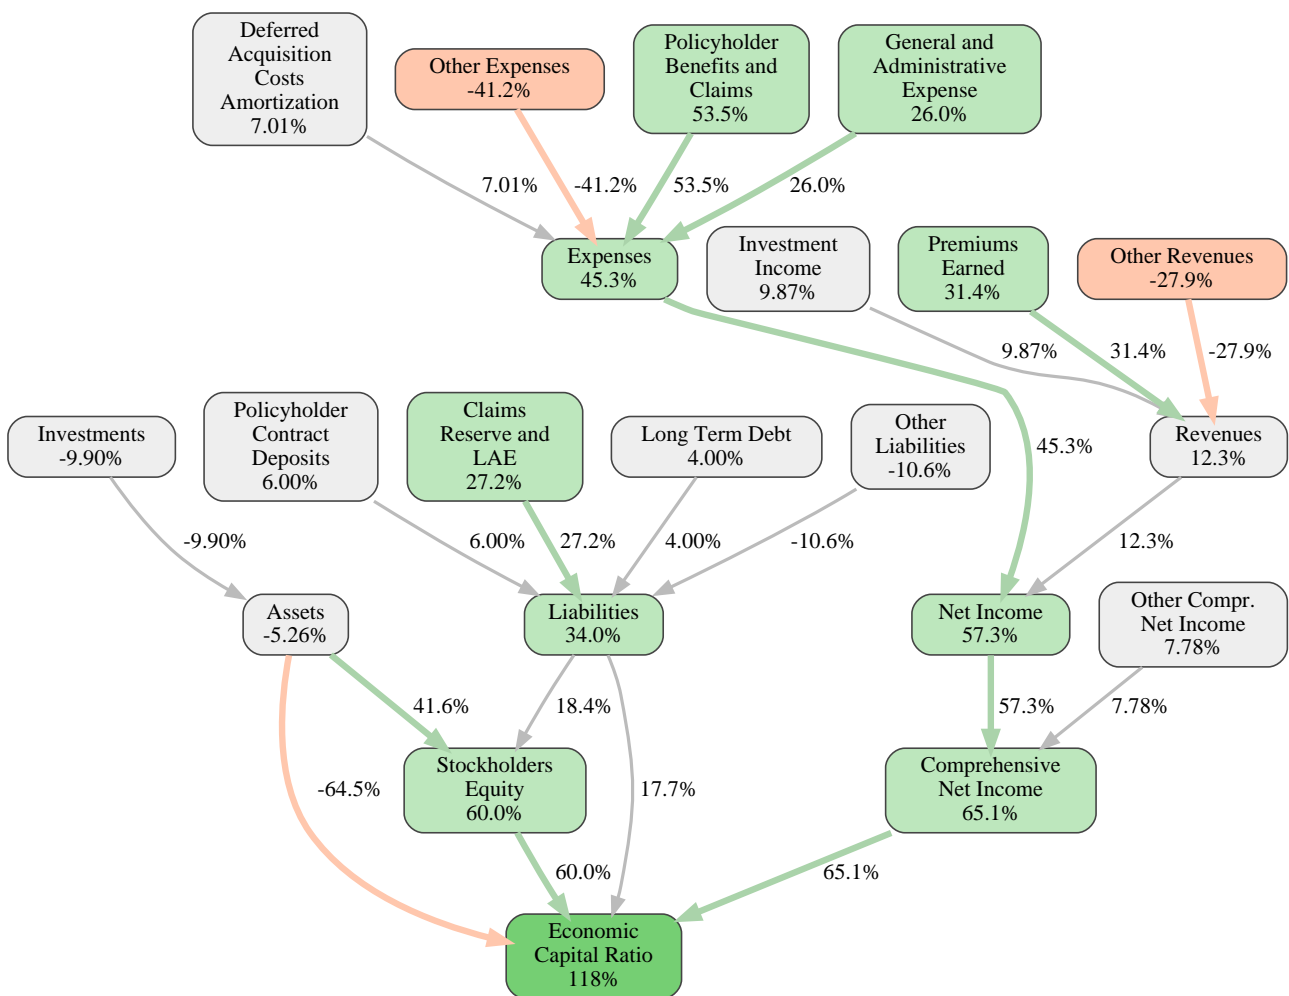 Deferred
Acquisition
Costs
Amortization
7.01%
Other Expenses
-41.2%
Policyholder
Benefits and
Claims
53.5%
General and
Administrative
Expense
26.0%
7.01%
-41.2%
53.5%
26.0%
Expenses
45.3%
Investment
Income
9.87%
Premiums
Earned
31.4%
Other Revenues
-27.9%
9.87%
31.4%
-27.9%
Investments
-9.90%
Policyholder
Contract
Deposits
6.00%
Claims
Reserve and
LAE
27.2%
Long Term Debt
4.00%
Other
Liabilities
-10.6%
45.3%
Revenues
12.3%
-9.90%
6.00%
27.2%
4.00%
-10.6%
12.3%
Assets
-5.26%
Liabilities
34.0%
Net Income
57.3%
Other Compr.
Net Income
7.78%
41.6%
18.4%
57.3%
7.78%
-64.5%
Stockholders
Equity
60.0%
17.7%
Comprehensive
Net Income
65.1%
60.0%
65.1%
Economic
Capital Ratio
118%